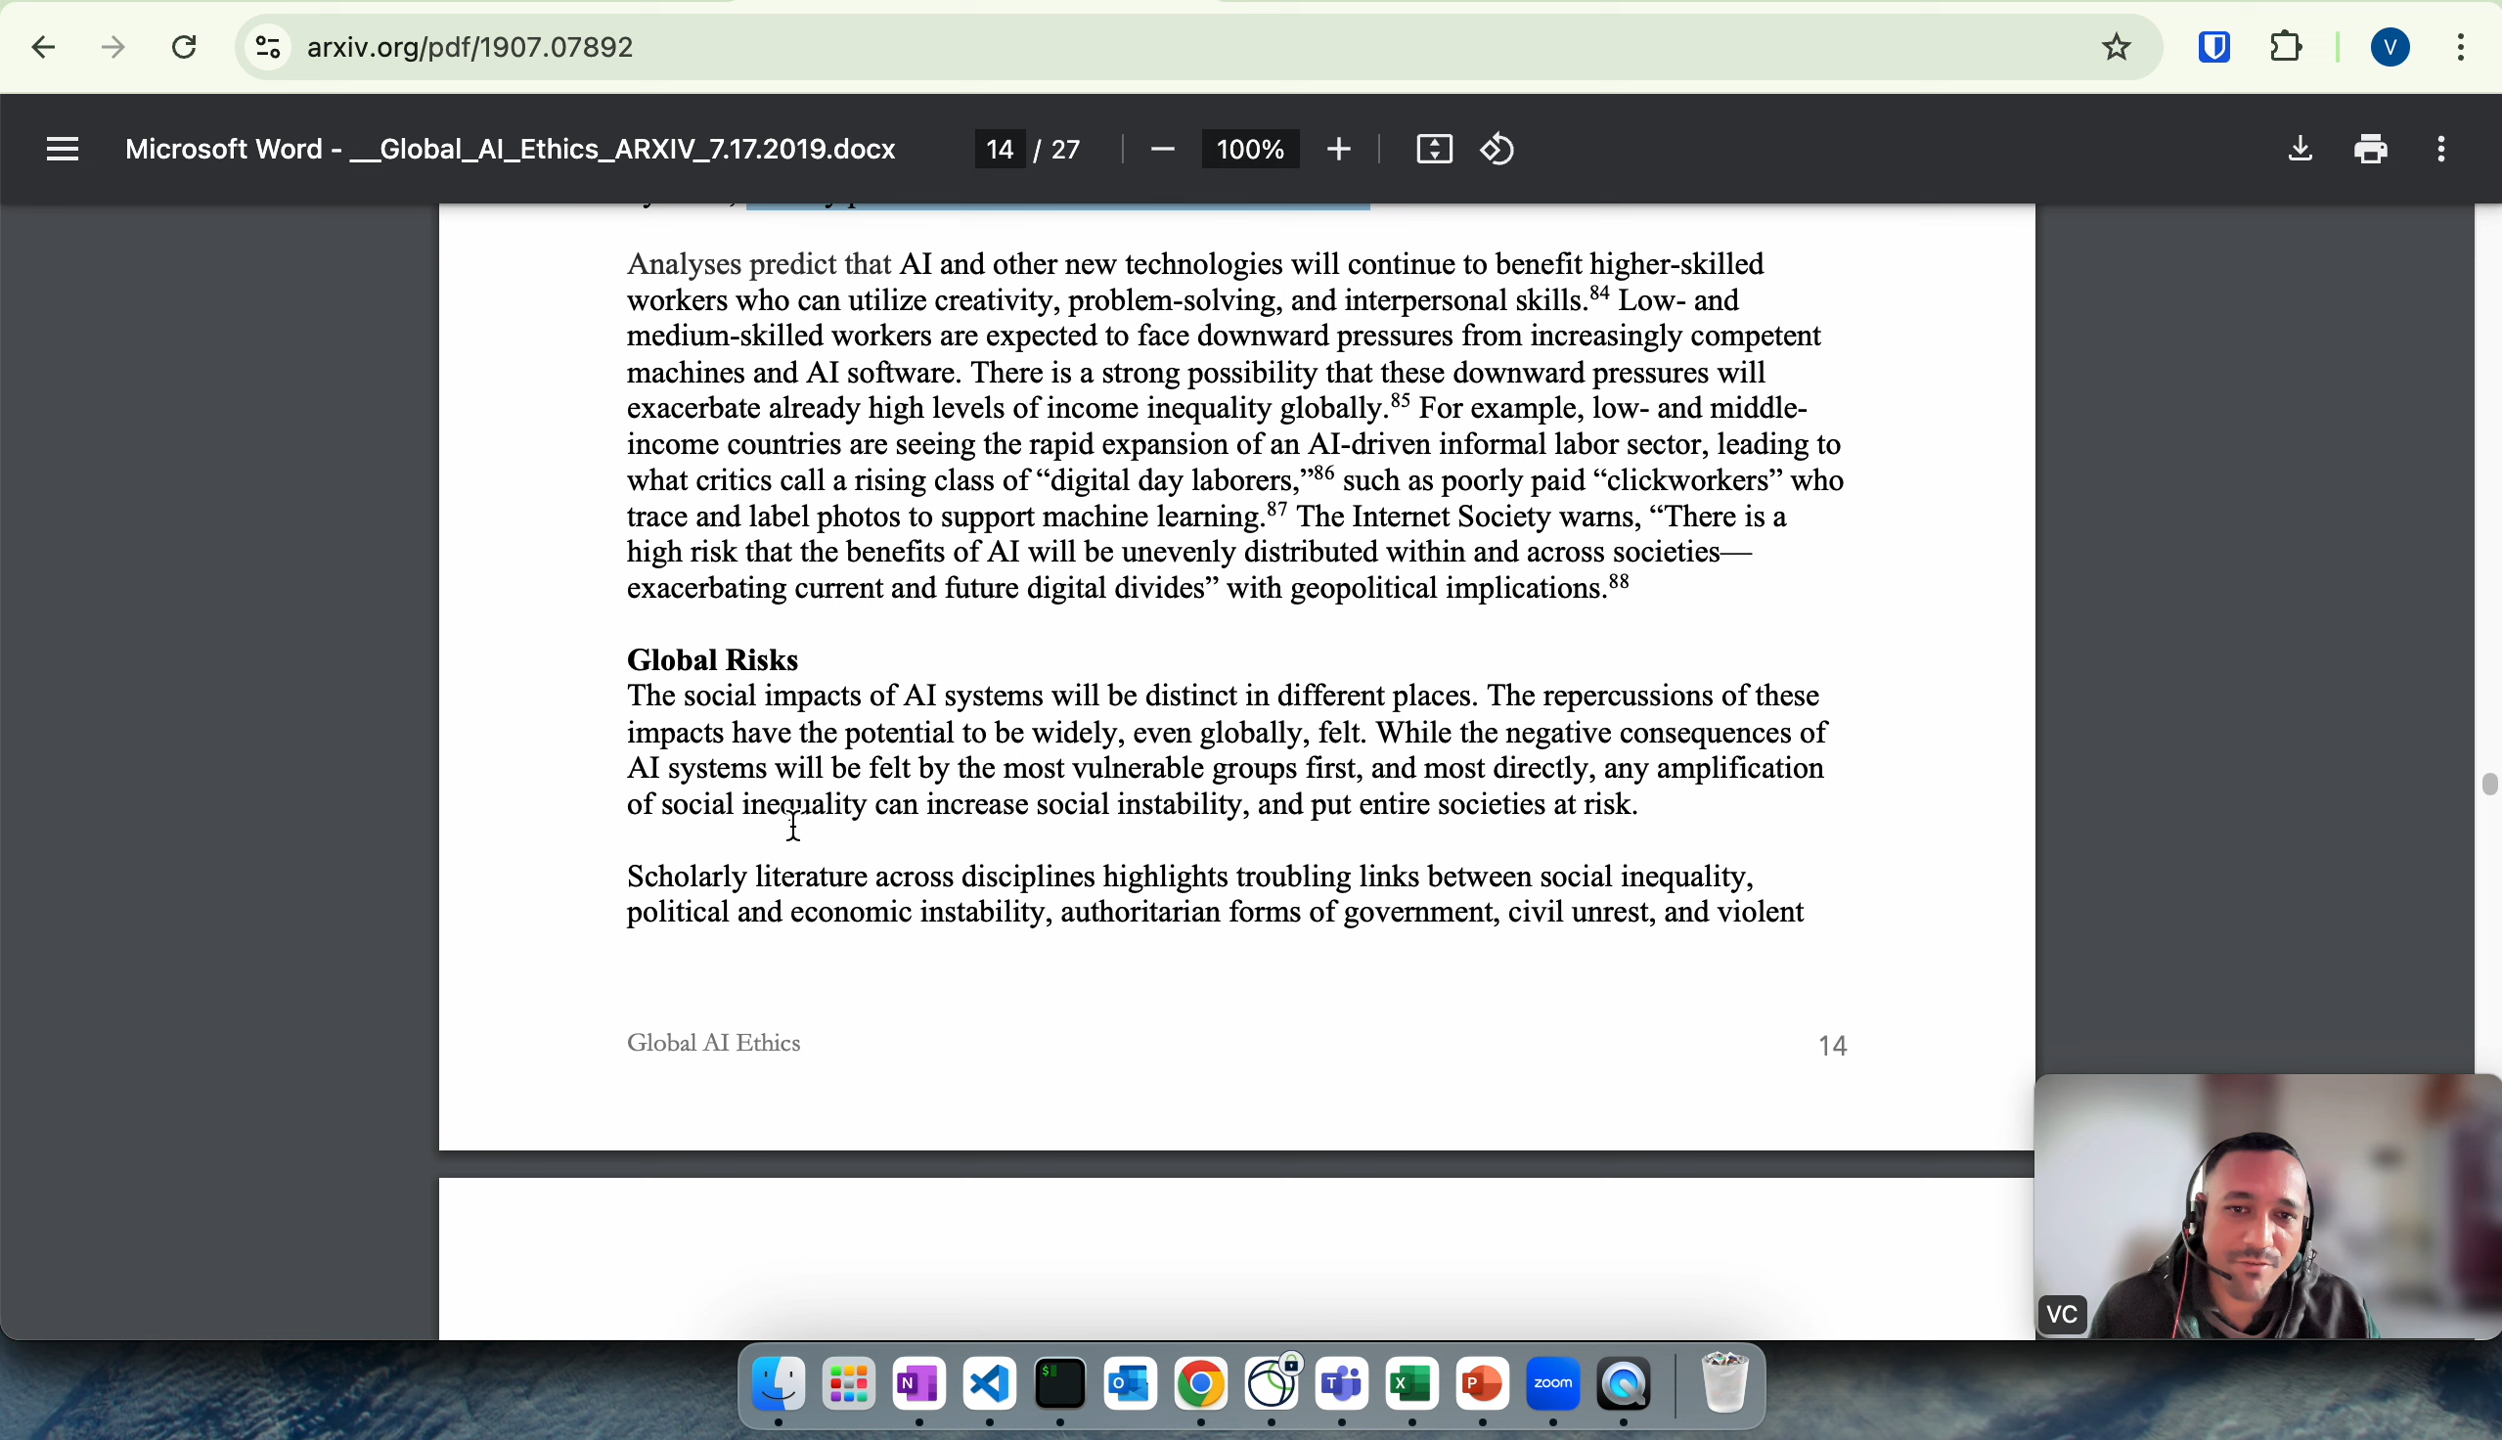 arxiv.org/pdf/1907.07892
V
Microsoft Word - __Global_AI_Ethics_ARXIV_7.17.2019.docx
14 / 27
100%
Analyses predict that AI and other new technologies will continue to benefit higher-skilled
workers who can utilize creativity, problem-solving, and interpersonal skills.84 Low- and
medium-skilled workers are expected to face downward pressures from increasingly competent
machines and AI software. There is a strong possibility that these downward pressures will
exacerbate already high levels of income inequality globally.85 For example, low- and middle-
income countries are seeing the rapid expansion of an AI-driven informal labor sector, leading to
what critics call a rising class of “digital day laborers,”86 such as poorly paid “clickworkers” who
trace and label photos to support machine learning.87 The Internet Society warns, “There is a
high risk that the benefits of AI will be unevenly distributed within and across societies—
exacerbating current and future digital divides” with geopolitical implications.88
Global Risks
The social impacts of AI systems will be distinct in different places. The repercussions of these
impacts have the potential to be widely, even globally, felt. While the negative consequences of
AI systems will be felt by the most vulnerable groups first, and most directly, any amplification
of social inequality can increase social instability, and put entire societies at risk.
Scholarly literature across disciplines highlights troubling links between social inequality,
political and economic instability, authoritarian forms of government, civil unrest, and violent
Global AI Ethics
14
VC
N
$
O
T
X
P
zoom